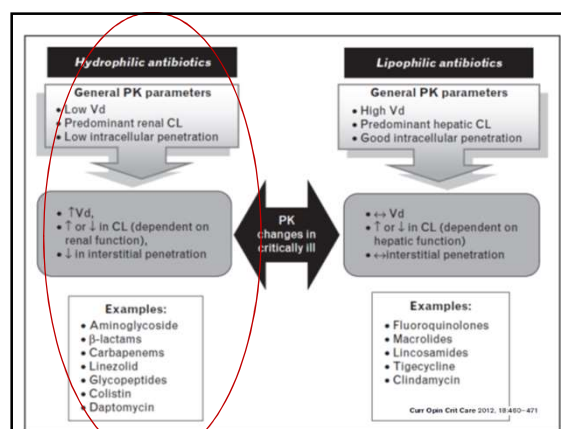 Hydrophilic antibiotics
General PK parameters
• Low Vd
• Predominant renal CL
• Low intracellular penetration
• ↑Vd,
• ↑ or ↓ in CL (dependent on
renal function),
• ↓ in interstitial penetration
Examples:
• Aminoglycoside
• β-lactams
• Carbapenems
• Linezolid
• Glycopeptides
• Colistin
• Daptomycin
PK
changes in
critically ill
Lipophilic antibiotics
General PK parameters
• High Vd
• Predominant hepatic CL
• Good intracellular penetration
• ↔ Vd
• ↑ or ↓ in CL (dependent on
hepatic function)
• ↔interstitial penetration
Examples:
• Fluoroquinolones
• Macrolides
• Lincosamides
• Tigecycline
• Clindamycin
Curr Opin Crit Care 2012, 18:460–471